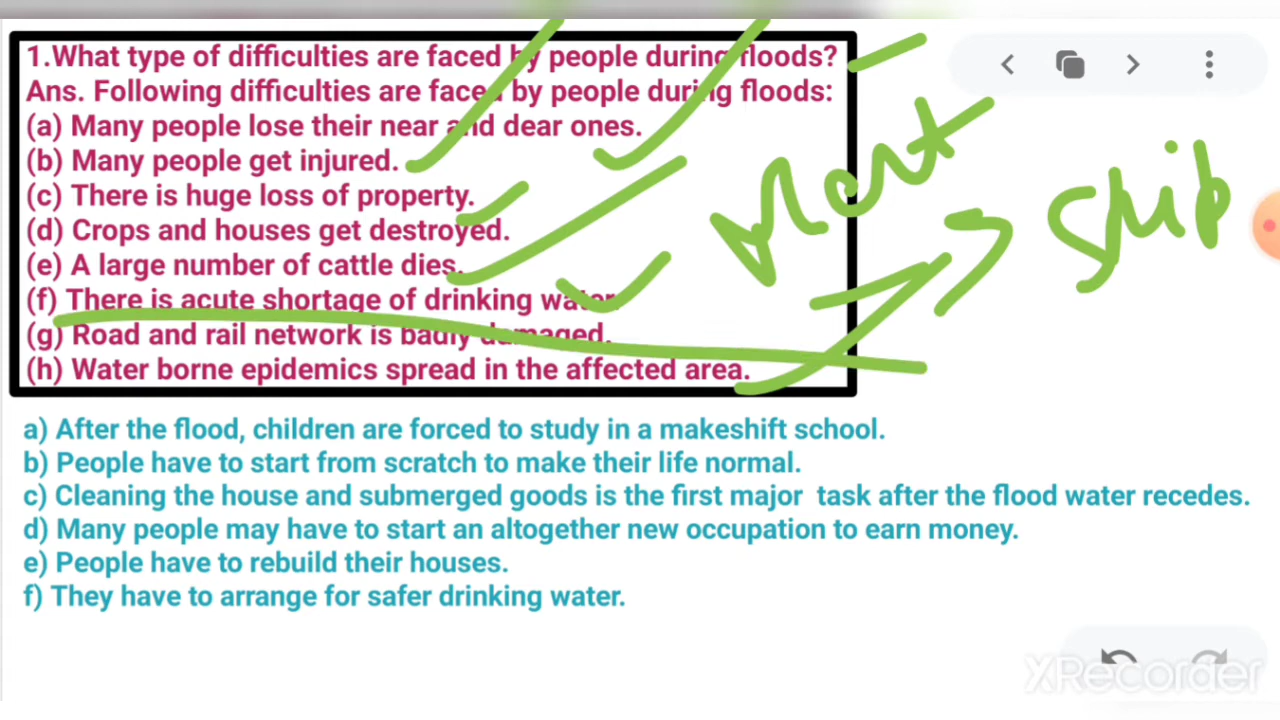 1.What type of difficulties are faced by people during floods?
Ans. Following difficulties are faced by people during floods:
(a) Many people lose their near and dear ones.
(b) Many people get injured.
(c) There is huge loss of property.
(d) Crops and houses get destroyed.
(e) A large number of cattle dies.
(f) There is acute shortage of drinking water.
(g) Road and rail network is badly damaged.
(h) Water borne epidemics spread in the affected area.
a) After the flood, children are forced to study in a makeshift school.
b) People have to start from scratch to make their life normal.
c) Cleaning the house and submerged goods is the first major task after the flood water recedes.
d) Many people may have to start an altogether new occupation to earn money.
e) People have to rebuild their houses.
f) They have to arrange for safer drinking water.
XRecorder